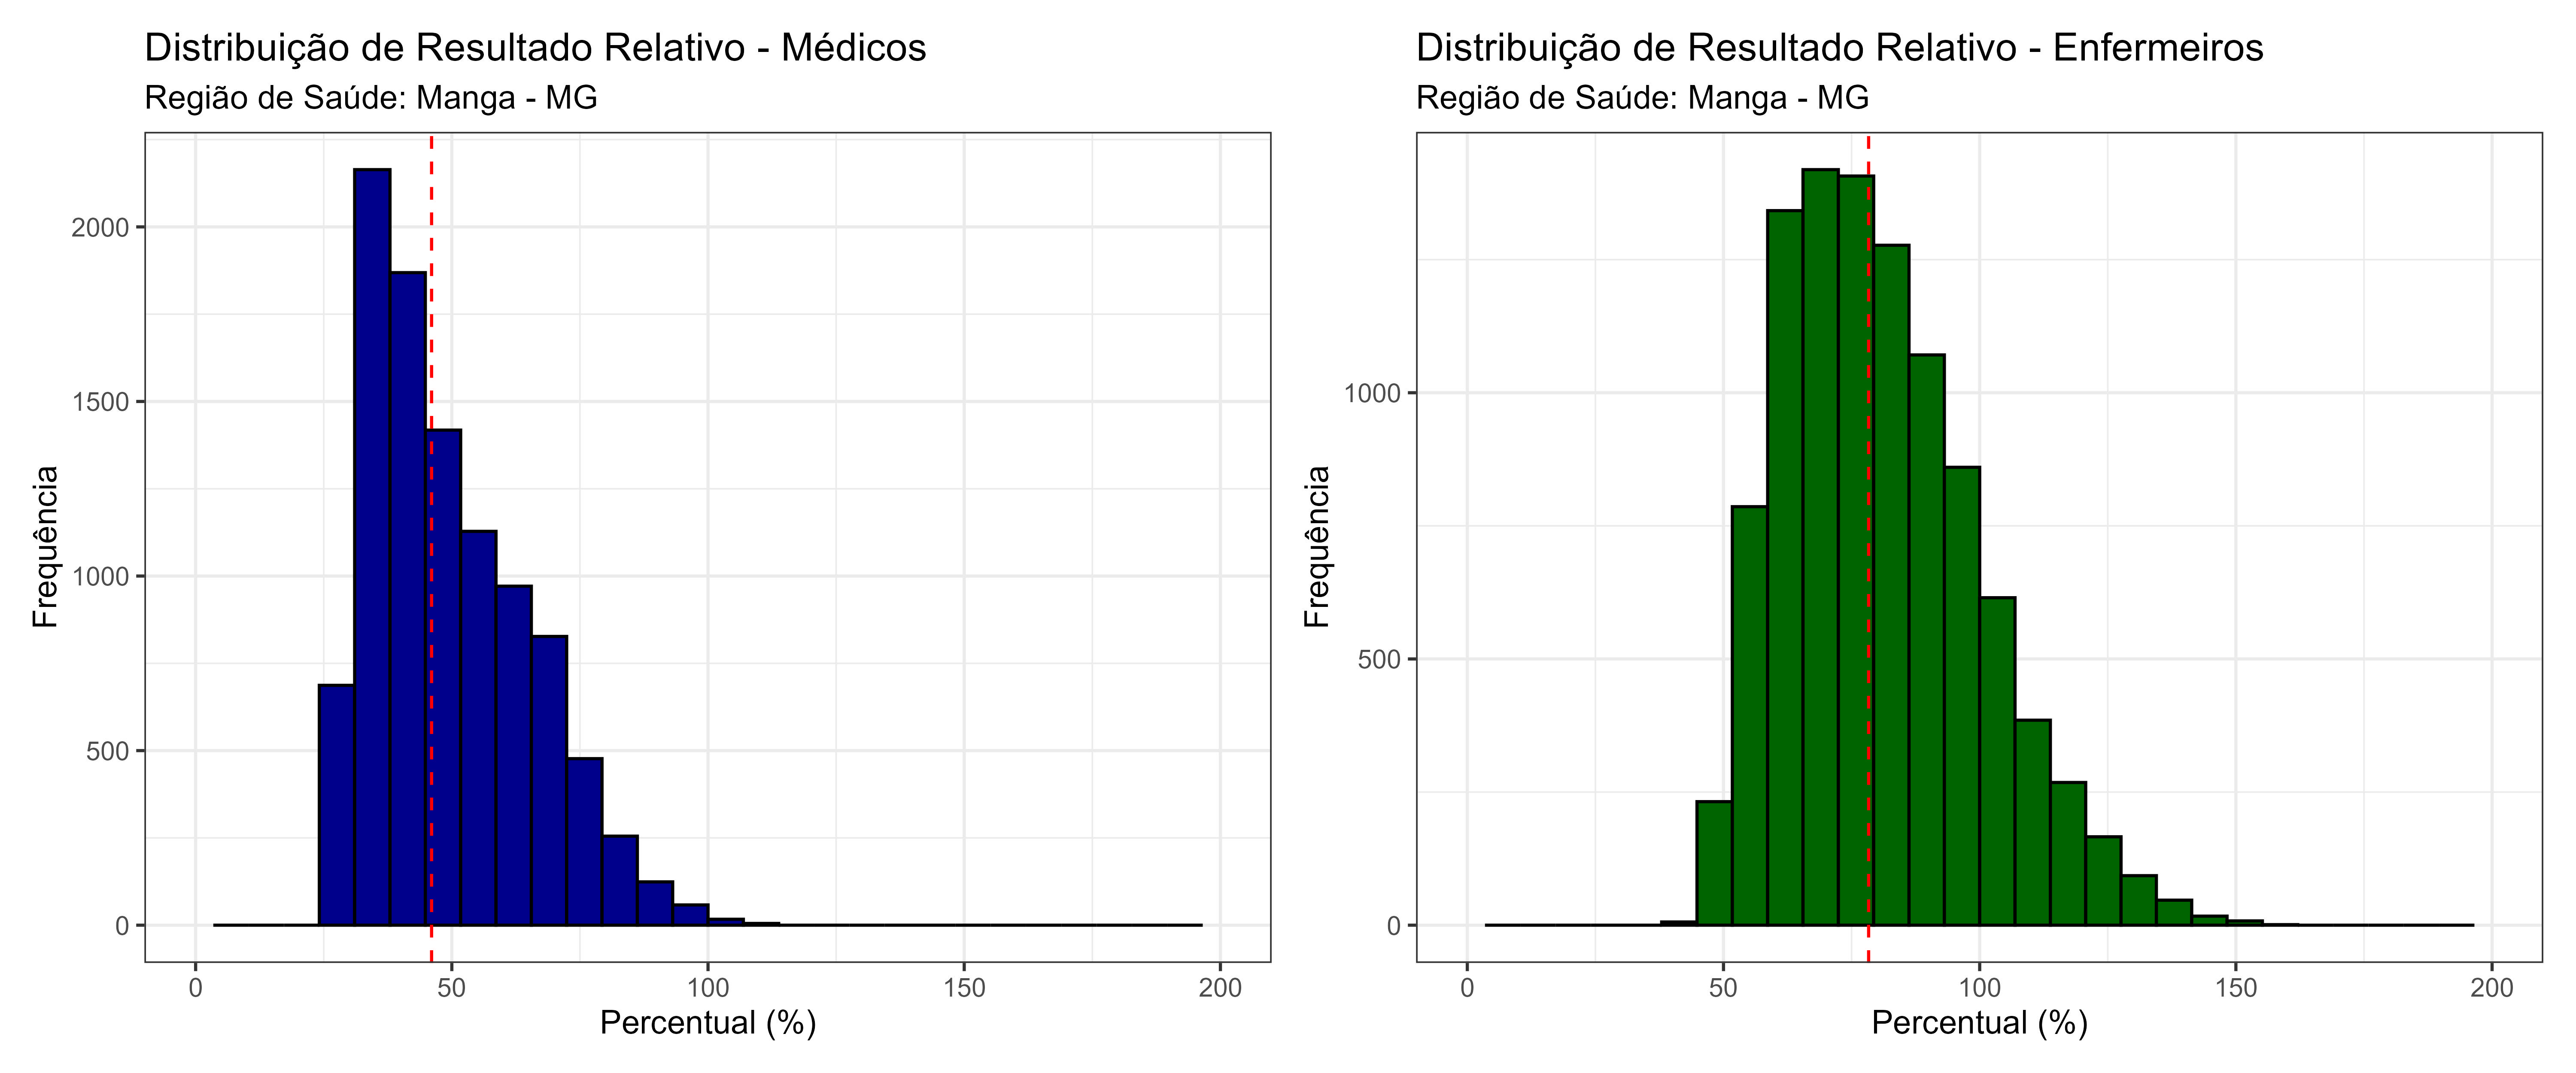 Distribuição de Resultado Relativo - Médicos
Região de Saúde: Manga - MG
Frequência
2000
1500
1000
500
0
0 50 100 150 200
Percentual (%)
Distribuição de Resultado Relativo - Enfermeiros
Região de Saúde: Manga - MG
Frequência
1000
500
0
0 50 100 150 200
Percentual (%)